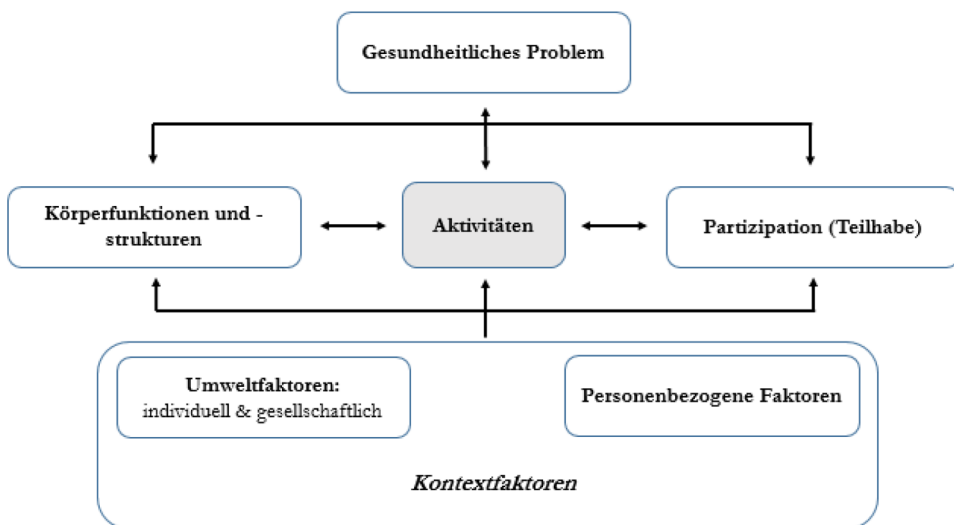 Gesundheitliches Problem
Körperfunktionen und -
strukturen
Aktivitäten
Partizipation (Teilhabe)
Umweltfaktoren:
individuell & gesellschaftlich
Personenbezogene Faktoren
Kontextfaktoren